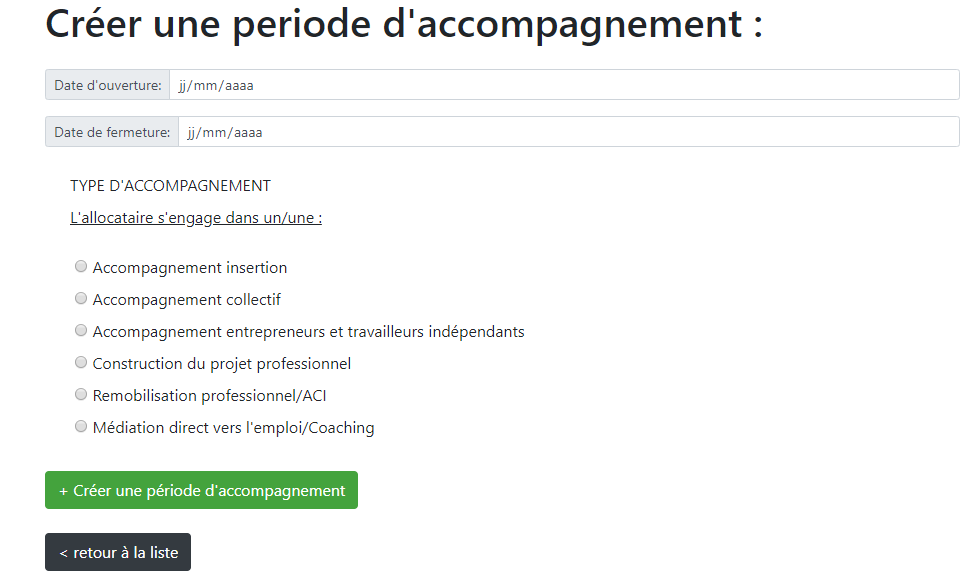 Créer une periode d'accompagnement :
Date d'ouverture: jj/mm/aaaa
Date de fermeture: jj/mm/aaaa
TYPE D'ACCOMPAGNEMENT
L'allocataire s'engage dans un/une :
Accompagnement insertion
Accompagnement collectif
Accompagnement entrepreneurs et travailleurs indépendants
Construction du projet professionnel
Remobilisation professionnel/ACI
Médiation direct vers l'emploi/Coaching
+ Créer une période d'accompagnement
< retour à la liste